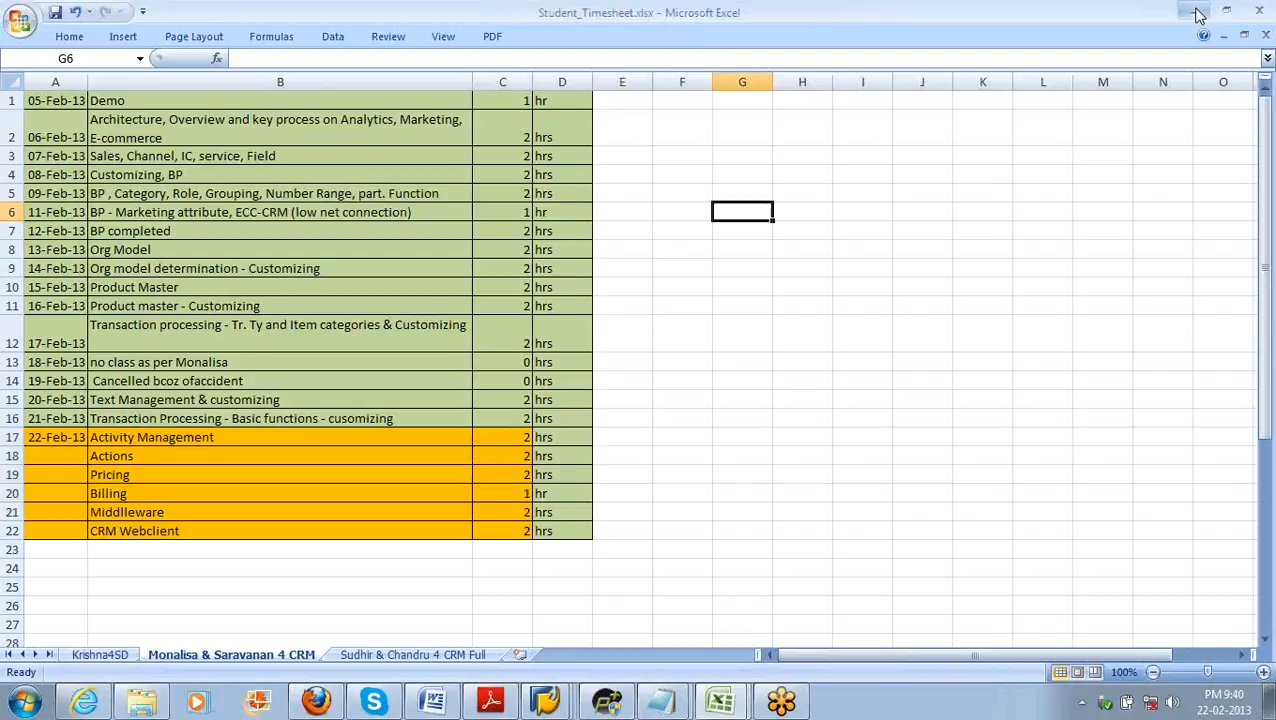 Student_Timesheet.xlsx - Microsoft Excel
Home Insert Page Layout Formulas Data Review View PDF
G6 fx
A B C D E F G H I J K L M N O
1 05-Feb-13 Demo 1 hr
Architecture, Overview and key process on Analytics, Marketing,
2 06-Feb-13 E-commerce 2 hrs
3 07-Feb-13 Sales, Channel, IC, service, Field 2 hrs
4 08-Feb-13 Customizing, BP 2 hrs
5 09-Feb-13 BP , Category, Role, Grouping, Number Range, part. Function 2 hrs
6 11-Feb-13 BP - Marketing attribute, ECC-CRM (low net connection) 1 hr
7 12-Feb-13 BP completed 2 hrs
8 13-Feb-13 Org Model 2 hrs
9 14-Feb-13 Org model determination - Customizing 2 hrs
10 15-Feb-13 Product Master 2 hrs
11 16-Feb-13 Product master - Customizing 2 hrs
Transaction processing - Tr. Ty and Item categories & Customizing
12 17-Feb-13 2 hrs
13 18-Feb-13 no class as per Monalisa 0 hrs
14 19-Feb-13 Cancelled bcoz ofaccident 0 hrs
15 20-Feb-13 Text Management & customizing 2 hrs
16 21-Feb-13 Transaction Processing - Basic functions - cusomizing 2 hrs
17 22-Feb-13 Activity Management 2 hrs
18 Actions 2 hrs
19 Pricing 2 hrs
20 Billing 1 hr
21 Middlleware 2 hrs
22 CRM Webclient 2 hrs
23
24
25
26
27
28
Krishna4SD Monalisa & Saravanan 4 CRM Sudhir & Chandru 4 CRM Full
Ready 100%
PM 9:40
22-02-2013